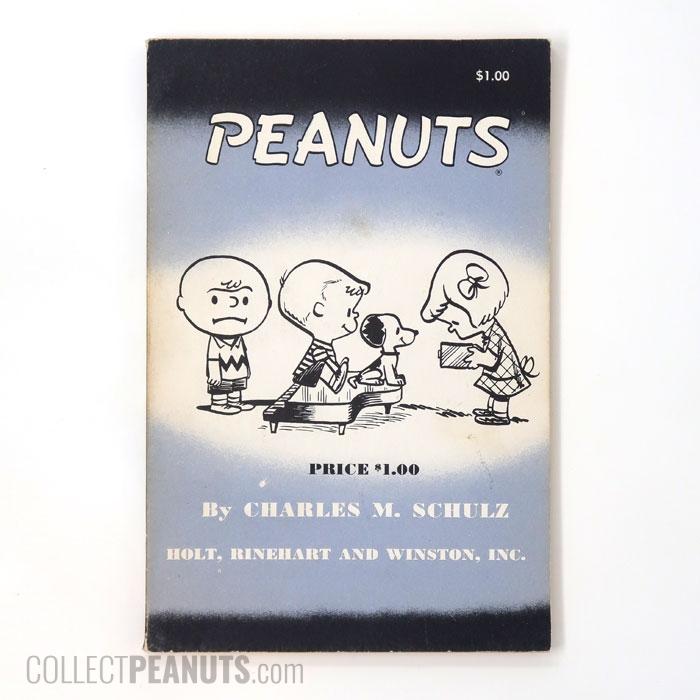 $1.00
PEANUTS®
PRICE $1.00
By CHARLES M. SCHULZ
HOLT, RINEHART AND WINSTON, INC.
COLLECTPEANUTS.com